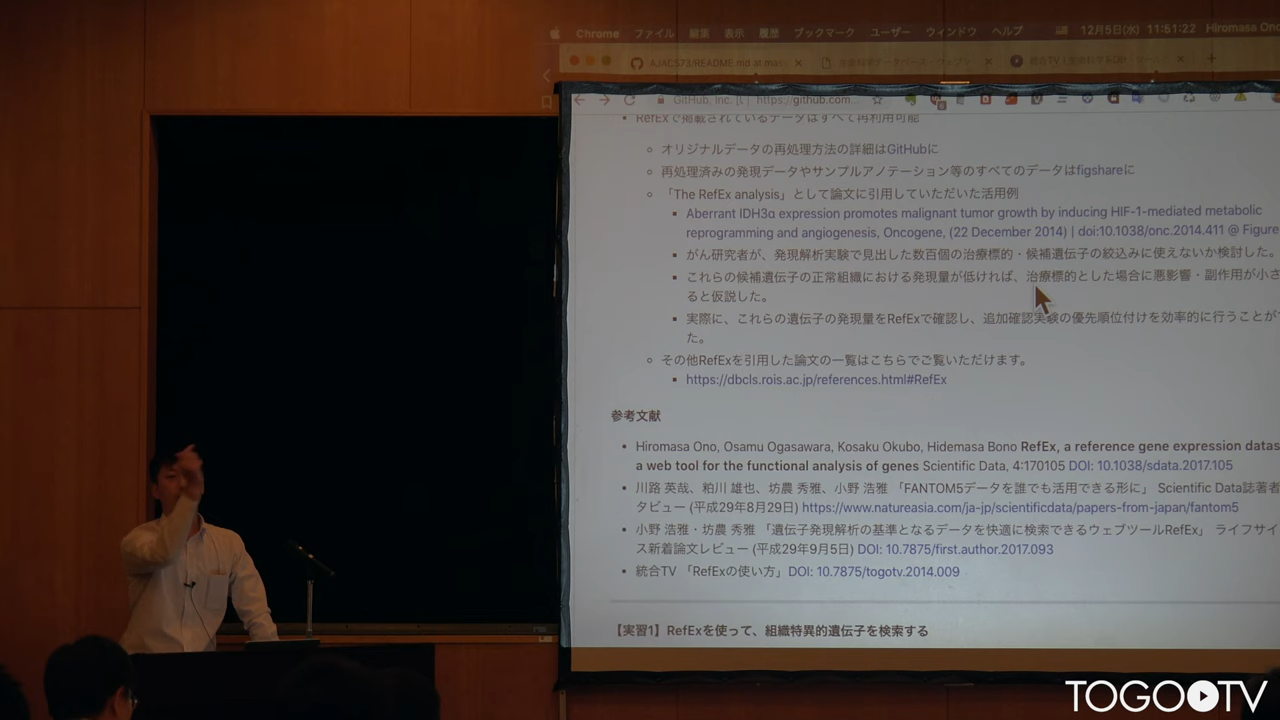 Chrome ファイル 編集 表示 履歴 ブックマーク ユーザー ウィンドウ ヘルプ 12月5日(水) 11:51:22 Hiromasa
AJACS73/README.md at
GitHub, Inc. https://github.com...
RefExで掲載されているデータはすべて再利用可能
オリジナルデータの再処理方法の詳細はGitHubに
再処理済みの発現データやサンプルアノテーション等のすべてのデータはfigshareに
「The RefEx analysis」として論文に引用していただいた活用例
Aberrant IDH3α expression promotes malignant tumor growth by inducing HIF-1-mediated metabolic
reprogramming and angiogenesis, Oncogene, (22 December 2014) | doi:10.1038/onc.2014.411 @ Figure
がん研究者が、発現解析実験で見出した数百個の治療標的・候補遺伝子の絞込みに使えないか検討した。
これらの候補遺伝子の正常組織における発現量が低ければ、治療標的とした場合に悪影響・副作用が小さ
ると仮説した。
実際に、これらの遺伝子の発現量をRefExで確認し、追加確認実験の優先順位付けを効率的に行うことが
た。
その他RefExを引用した論文の一覧はこちらでご覧いただけます。
https://dbcls.rois.ac.jp/references.html#RefEx
参考文献
Hiromasa Ono, Osamu Ogasawara, Kosaku Okubo, Hidemasa Bono RefEx, a reference gene expression datas
a web tool for the functional analysis of genes Scientific Data, 4:170105 DOI: 10.1038/sdata.2017.105
川路 英哉、粕川 雄也、坊農 秀雅、小野 浩雅 「FANTOM5データを誰でも活用できる形に」 Scientific Data誌著者
タビュー (平成29年8月29日) https://www.natureasia.com/ja-jp/scientificdata/papers-from-japan/fantom5
小野 浩雅・坊農 秀雅 「遺伝子発現解析の基準となるデータを快適に検索できるウェブツールRefEx」 ライフサイ
ス新着論文レビュー (平成29年9月5日) DOI: 10.7875/first.author.2017.093
統合TV 「RefExの使い方」DOI: 10.7875/togotv.2014.009
【実習1】RefExを使って、組織特異的遺伝子を検索する
TOGO TV